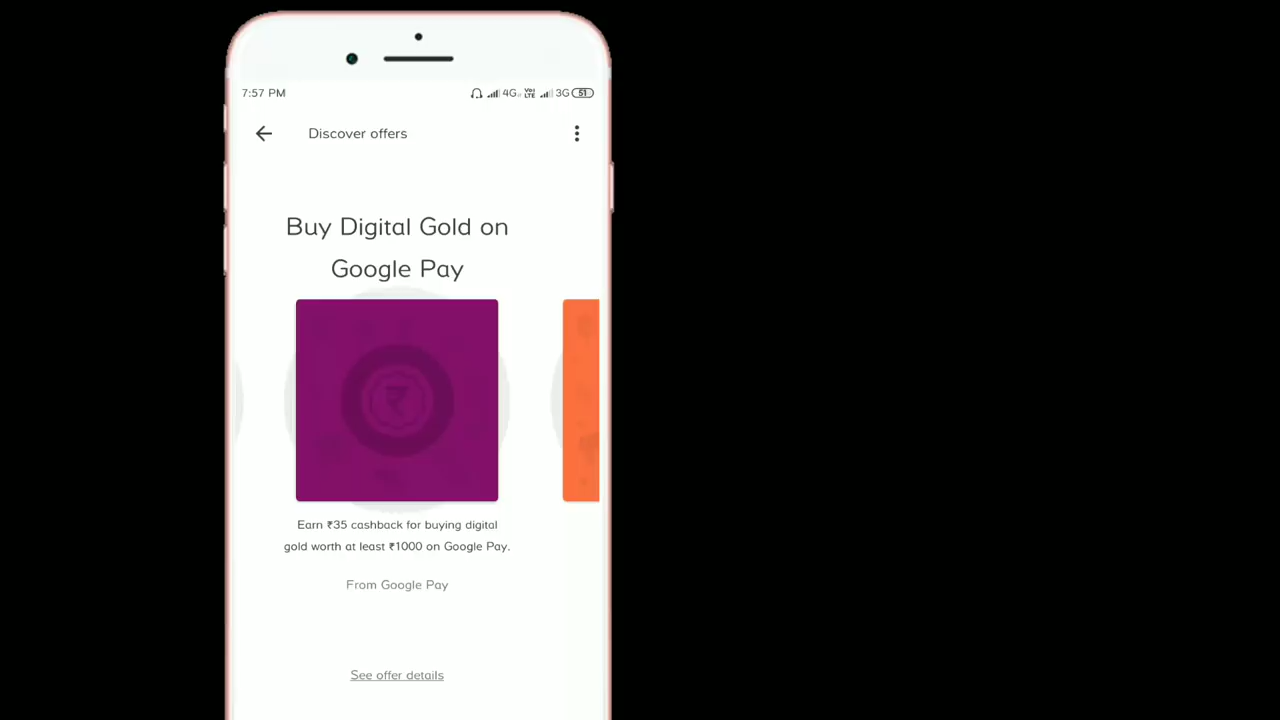 7:57 PM
4G VoLTE 3G 51
Discover offers
Buy Digital Gold on
Google Pay
₹
Earn ₹35 cashback for buying digital
gold worth at least ₹1000 on Google Pay.
From Google Pay
See offer details